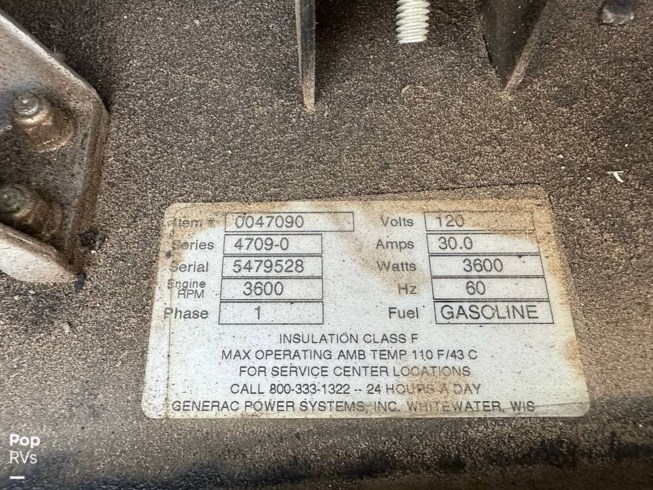 Item # 0047090 Volts 120
Series 4709-0 Amps 30.0
Serial 5479528 Watts 3600
Engine RPM 3600 Hz 60
Phase 1 Fuel GASOLINE
INSULATION CLASS F
MAX OPERATING AMB TEMP 110 F/43 C
FOR SERVICE CENTER LOCATIONS
CALL 800-333-1322 -- 24 HOURS A DAY
GENERAC POWER SYSTEMS, INC. WHITEWATER, WIS
Pop
RVs